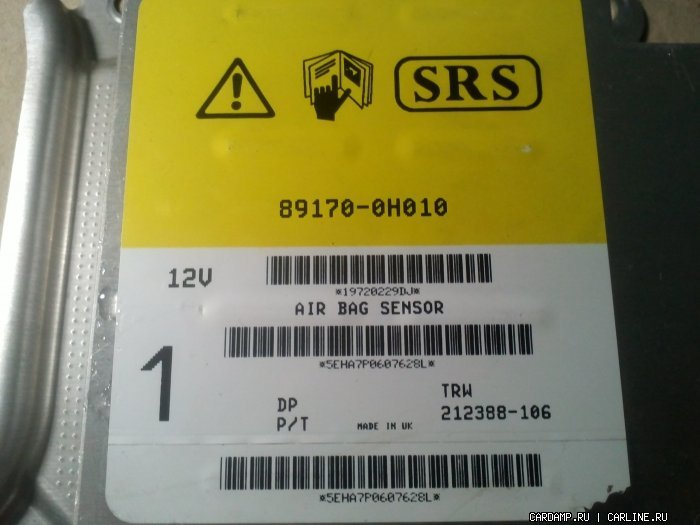 SRS
89170-0H010
12V
*19720229DJ*
AIR BAG SENSOR
*5EHA7P0607628L*
1
DP
TRW
P/T
MADE IN UK
212388-106
*5EHA7P0607628L*
CARDAMP.RU | CARLINE.RU